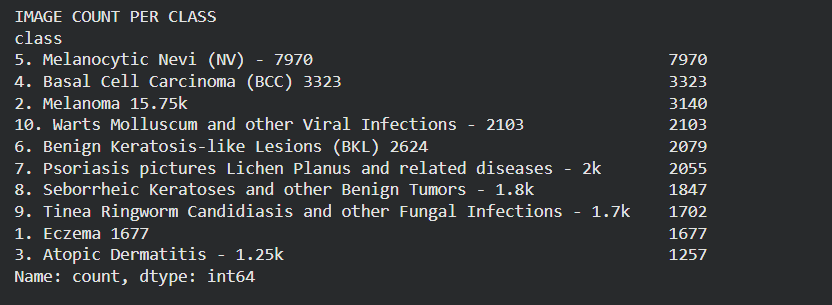 IMAGE COUNT PER CLASS
class
5. Melanocytic Nevi (NV) - 7970 7970
4. Basal Cell Carcinoma (BCC) 3323 3323
2. Melanoma 15.75k 3140
10. Warts Molluscum and other Viral Infections - 2103 2103
6. Benign Keratosis-like Lesions (BKL) 2624 2079
7. Psoriasis pictures Lichen Planus and related diseases - 2k 2055
8. Seborrheic Keratoses and other Benign Tumors - 1.8k 1847
9. Tinea Ringworm Candidiasis and other Fungal Infections - 1.7k 1702
1. Eczema 1677 1677
3. Atopic Dermatitis - 1.25k 1257
Name: count, dtype: int64